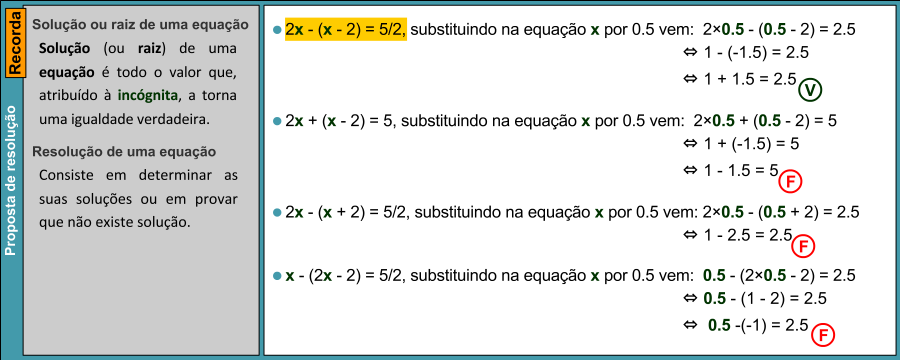 Recorda
Proposta de resolução
Solução ou raiz de uma equação
Solução (ou raiz) de uma
equação é todo o valor que,
atribuído à incógnita, a torna
uma igualdade verdadeira.
Resolução de uma equação
Consiste em determinar as
suas soluções ou em provar
que não existe solução.
● 2x - (x - 2) = 5/2, substituindo na equação x por 0.5 vem: 2×0.5 - (0.5 - 2) = 2.5
⇔ 1 - (-1.5) = 2.5
⇔ 1 + 1.5 = 2.5 V
● 2x + (x - 2) = 5, substituindo na equação x por 0.5 vem: 2×0.5 + (0.5 - 2) = 5
⇔ 1 + (-1.5) = 5
⇔ 1 - 1.5 = 5 F
● 2x - (x + 2) = 5/2, substituindo na equação x por 0.5 vem: 2×0.5 - (0.5 + 2) = 2.5
⇔ 1 - 2.5 = 2.5 F
● x - (2x - 2) = 5/2, substituindo na equação x por 0.5 vem: 0.5 - (2×0.5 - 2) = 2.5
⇔ 0.5 - (1 - 2) = 2.5
⇔ 0.5 -(-1) = 2.5 F